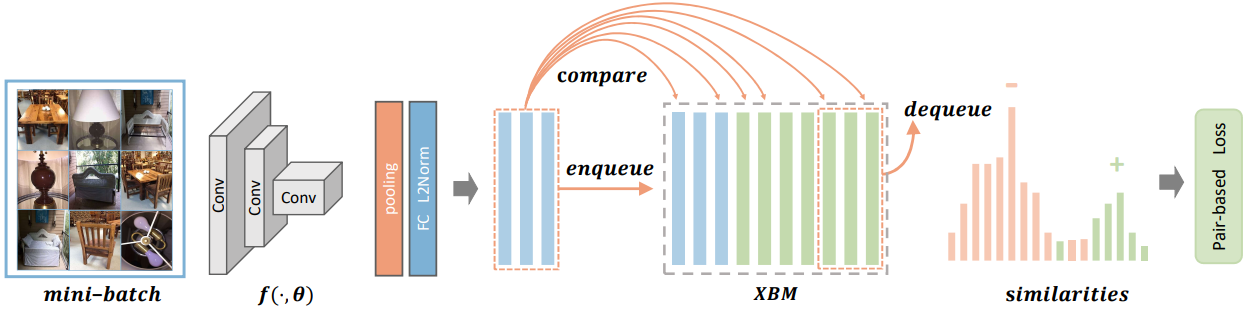 compare
dequeue
enqueue
Conv
Conv
Conv
pooling
FC L2Norm
−
+
Pair-based Loss
mini−batch
f(·,θ)
XBM
similarities